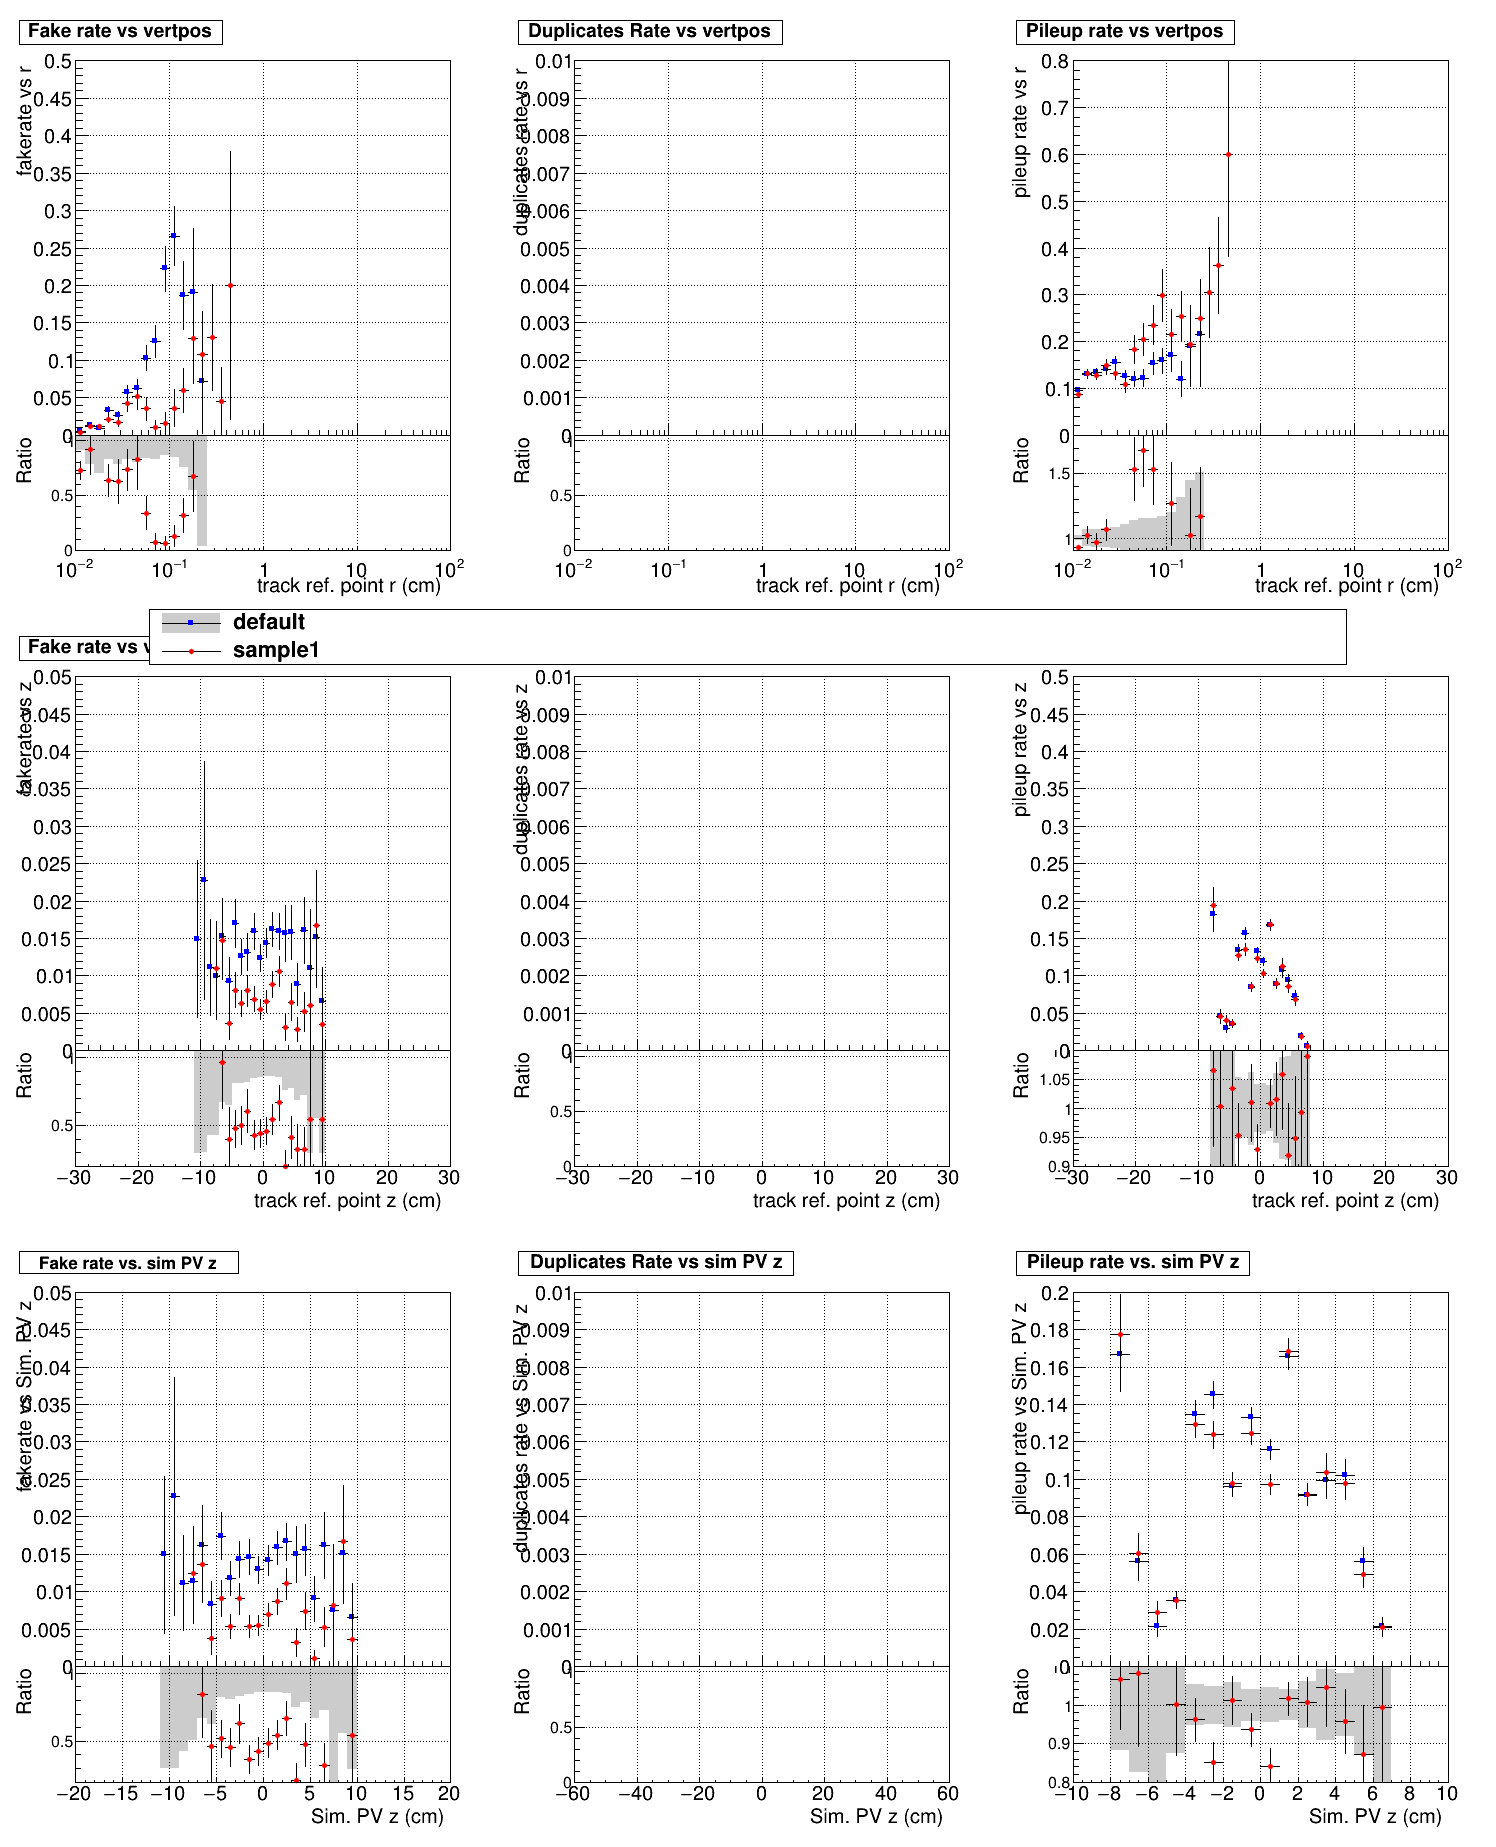 Fake rate vs vertpos
Duplicates Rate vs vertpos
Pileup rate vs vertpos
fakerate vs r
0.5
0.45
0.4
0.35
0.3
0.25
0.2
0.15
0.1
0.05
0
Ratio
0.5
0
10−2 10−1 1 10 102
track ref. point r (cm)
duplicates rate vs r
0.01
0.009
0.008
0.007
0.006
0.005
0.004
0.003
0.002
0.001
0
Ratio
1
0.5
0
10−2 10−1 1 10 102
track ref. point r (cm)
pileup rate vs r
0.8
0.7
0.6
0.5
0.4
0.3
0.2
0.1
0
Ratio
1.5
1
10−2 10−1 1 10 102
track ref. point r (cm)
default
sample1
Fake rate vs v
fakerate vs z
0.05
0.045
0.04
0.035
0.03
0.025
0.02
0.015
0.01
0.005
0
Ratio
1
0.5
−30 −20 −10 0 10 20 30
track ref. point z (cm)
duplicates rate vs z
0.01
0.009
0.008
0.007
0.006
0.005
0.004
0.003
0.002
0.001
0
Ratio
1
0.5
0
−30 −20 −10 0 10 20 30
track ref. point z (cm)
pileup rate vs z
0.5
0.45
0.4
0.35
0.3
0.25
0.2
0.15
0.1
0.05
0
Ratio
1.05
1
0.95
0.9
−30 −20 −10 0 10 20 30
track ref. point z (cm)
Fake rate vs. sim PV z
Duplicates Rate vs sim PV z
Pileup rate vs. sim PV z
fakerate vs Sim. PV z
0.05
0.045
0.04
0.035
0.03
0.025
0.02
0.015
0.01
0.005
0
Ratio
1
0.5
−20 −15 −10 −5 0 5 10 15 20
Sim. PV z (cm)
duplicates rate vs Sim. PV z
0.01
0.009
0.008
0.007
0.006
0.005
0.004
0.003
0.002
0.001
0
Ratio
1
0.5
0
−60 −40 −20 0 20 40 60
Sim. PV z (cm)
pileup rate vs Sim. PV z
0.2
0.18
0.16
0.14
0.12
0.1
0.08
0.06
0.04
0.02
0
Ratio
1
0.9
0.8
−10 −8 −6 −4 −2 0 2 4 6 8 10
Sim. PV z (cm)